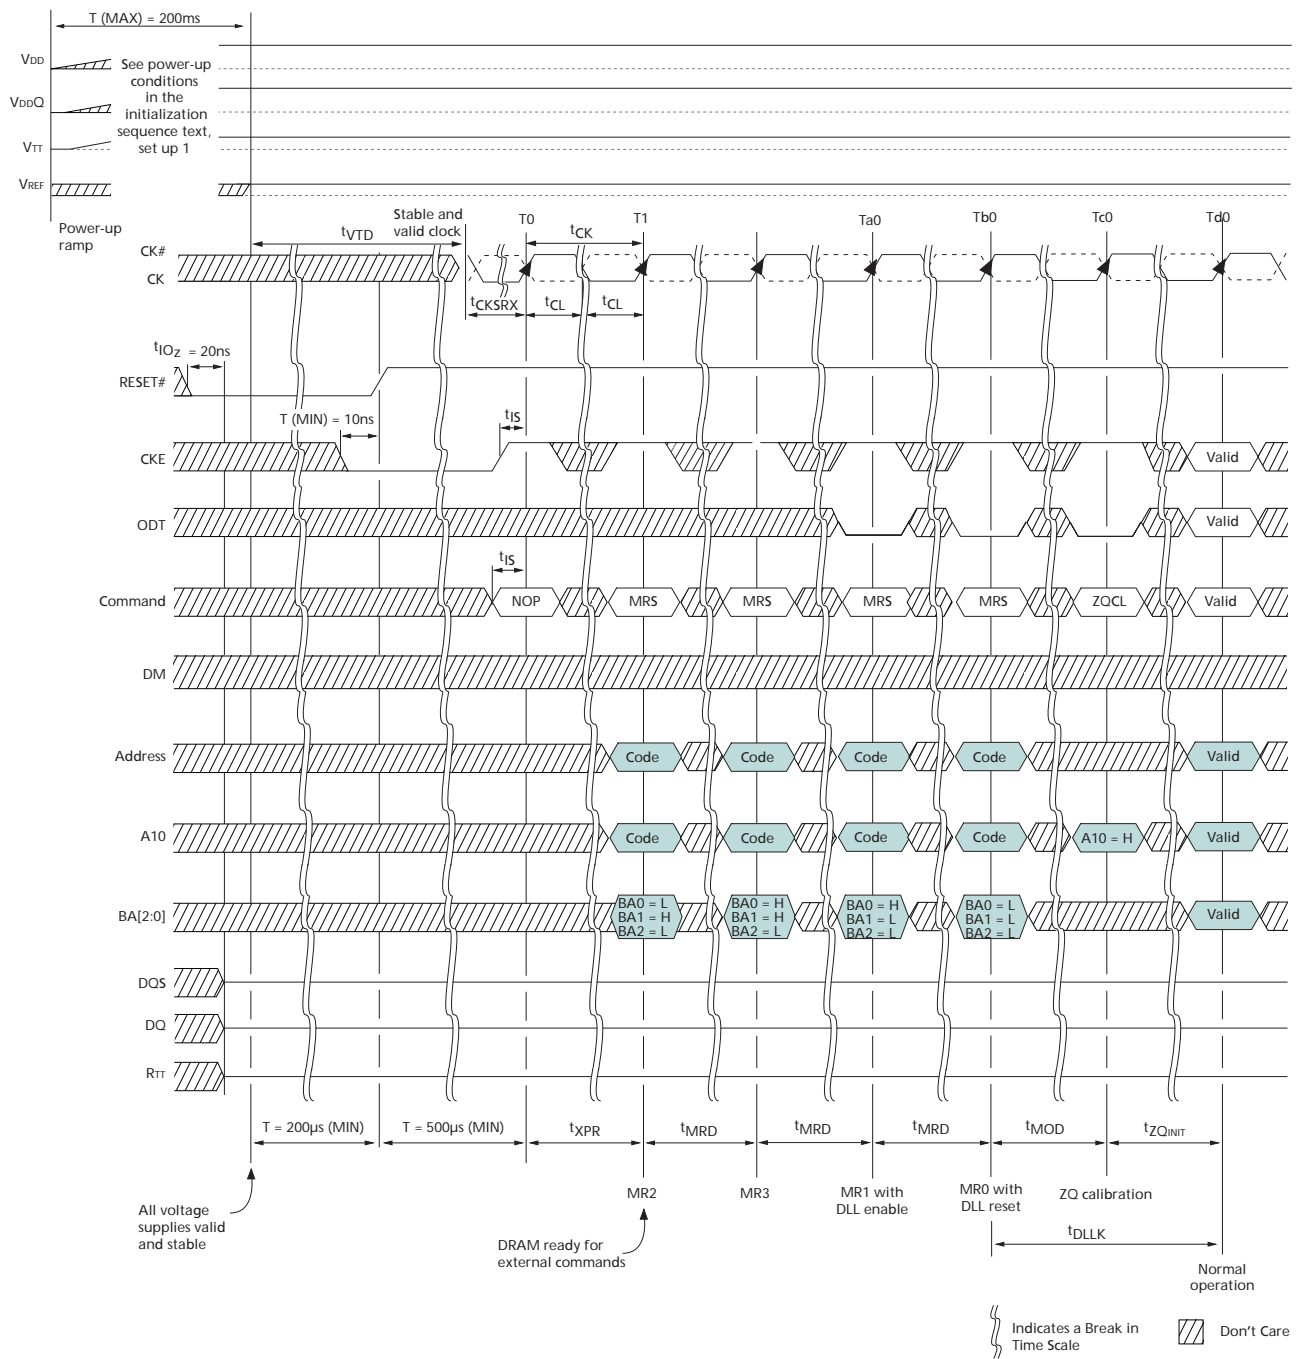 T (MAX) = 200ms
VDD
See power-up
conditions
in the
initialization
sequence text,
set up 1
VDDQ
VTT
VREF
Power-up
ramp
Stable and
valid clock
T0
T1
Ta0
Tb0
Tc0
Td0
tVTD
tCK
CK#
CK
tCKSRX
tCL
tCL
tIOZ = 20ns
RESET#
T (MIN) = 10ns
tIS
CKE
Valid
ODT
Valid
tIS
Command
NOP
MRS
MRS
MRS
MRS
ZQCL
Valid
DM
Address
Code
Code
Code
Code
Valid
A10
Code
Code
Code
Code
A10 = H
Valid
BA[2:0]
BA0 = L
BA1 = H
BA2 = L
BA0 = H
BA1 = H
BA2 = L
BA0 = H
BA1 = L
BA2 = L
BA0 = L
BA1 = L
BA2 = L
Valid
DQS
DQ
RTT
T = 200µs (MIN)
T = 500µs (MIN)
tXPR
tMRD
tMRD
tMRD
tMOD
tZQINIT
MR2
MR3
MR1 with
DLL enable
MR0 with
DLL reset
ZQ calibration
All voltage
supplies valid
and stable
DRAM ready for
external commands
tDLLK
Normal
operation
Indicates a Break in
Time Scale
Don't Care